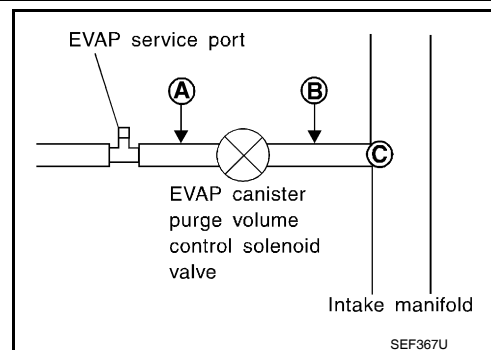 EVAP service port
A
B
C
EVAP canister
purge volume
control solenoid
valve
Intake manifold
SEF367U